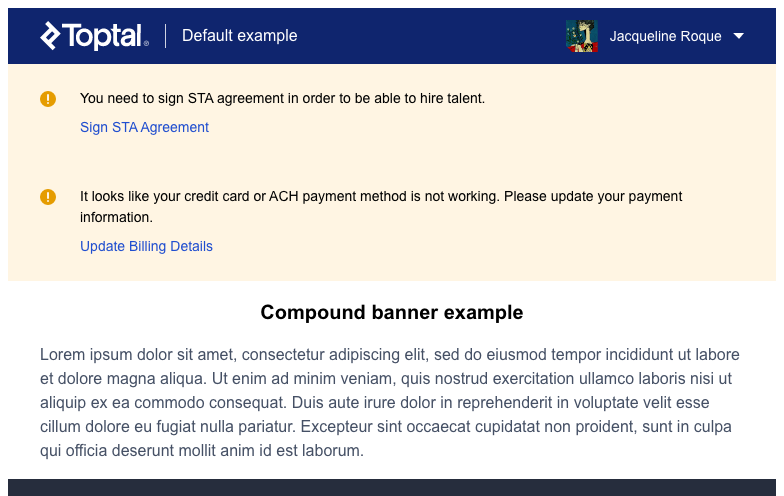 Toptal® Default example Jacqueline Roque
You need to sign STA agreement in order to be able to hire talent.
Sign STA Agreement
It looks like your credit card or ACH payment method is not working. Please update your payment
information.
Update Billing Details
Compound banner example
Lorem ipsum dolor sit amet, consectetur adipiscing elit, sed do eiusmod tempor incididunt ut labore
et dolore magna aliqua. Ut enim ad minim veniam, quis nostrud exercitation ullamco laboris nisi ut
aliquip ex ea commodo consequat. Duis aute irure dolor in reprehenderit in voluptate velit esse
cillum dolore eu fugiat nulla pariatur. Excepteur sint occaecat cupidatat non proident, sunt in culpa
qui officia deserunt mollit anim id est laborum.